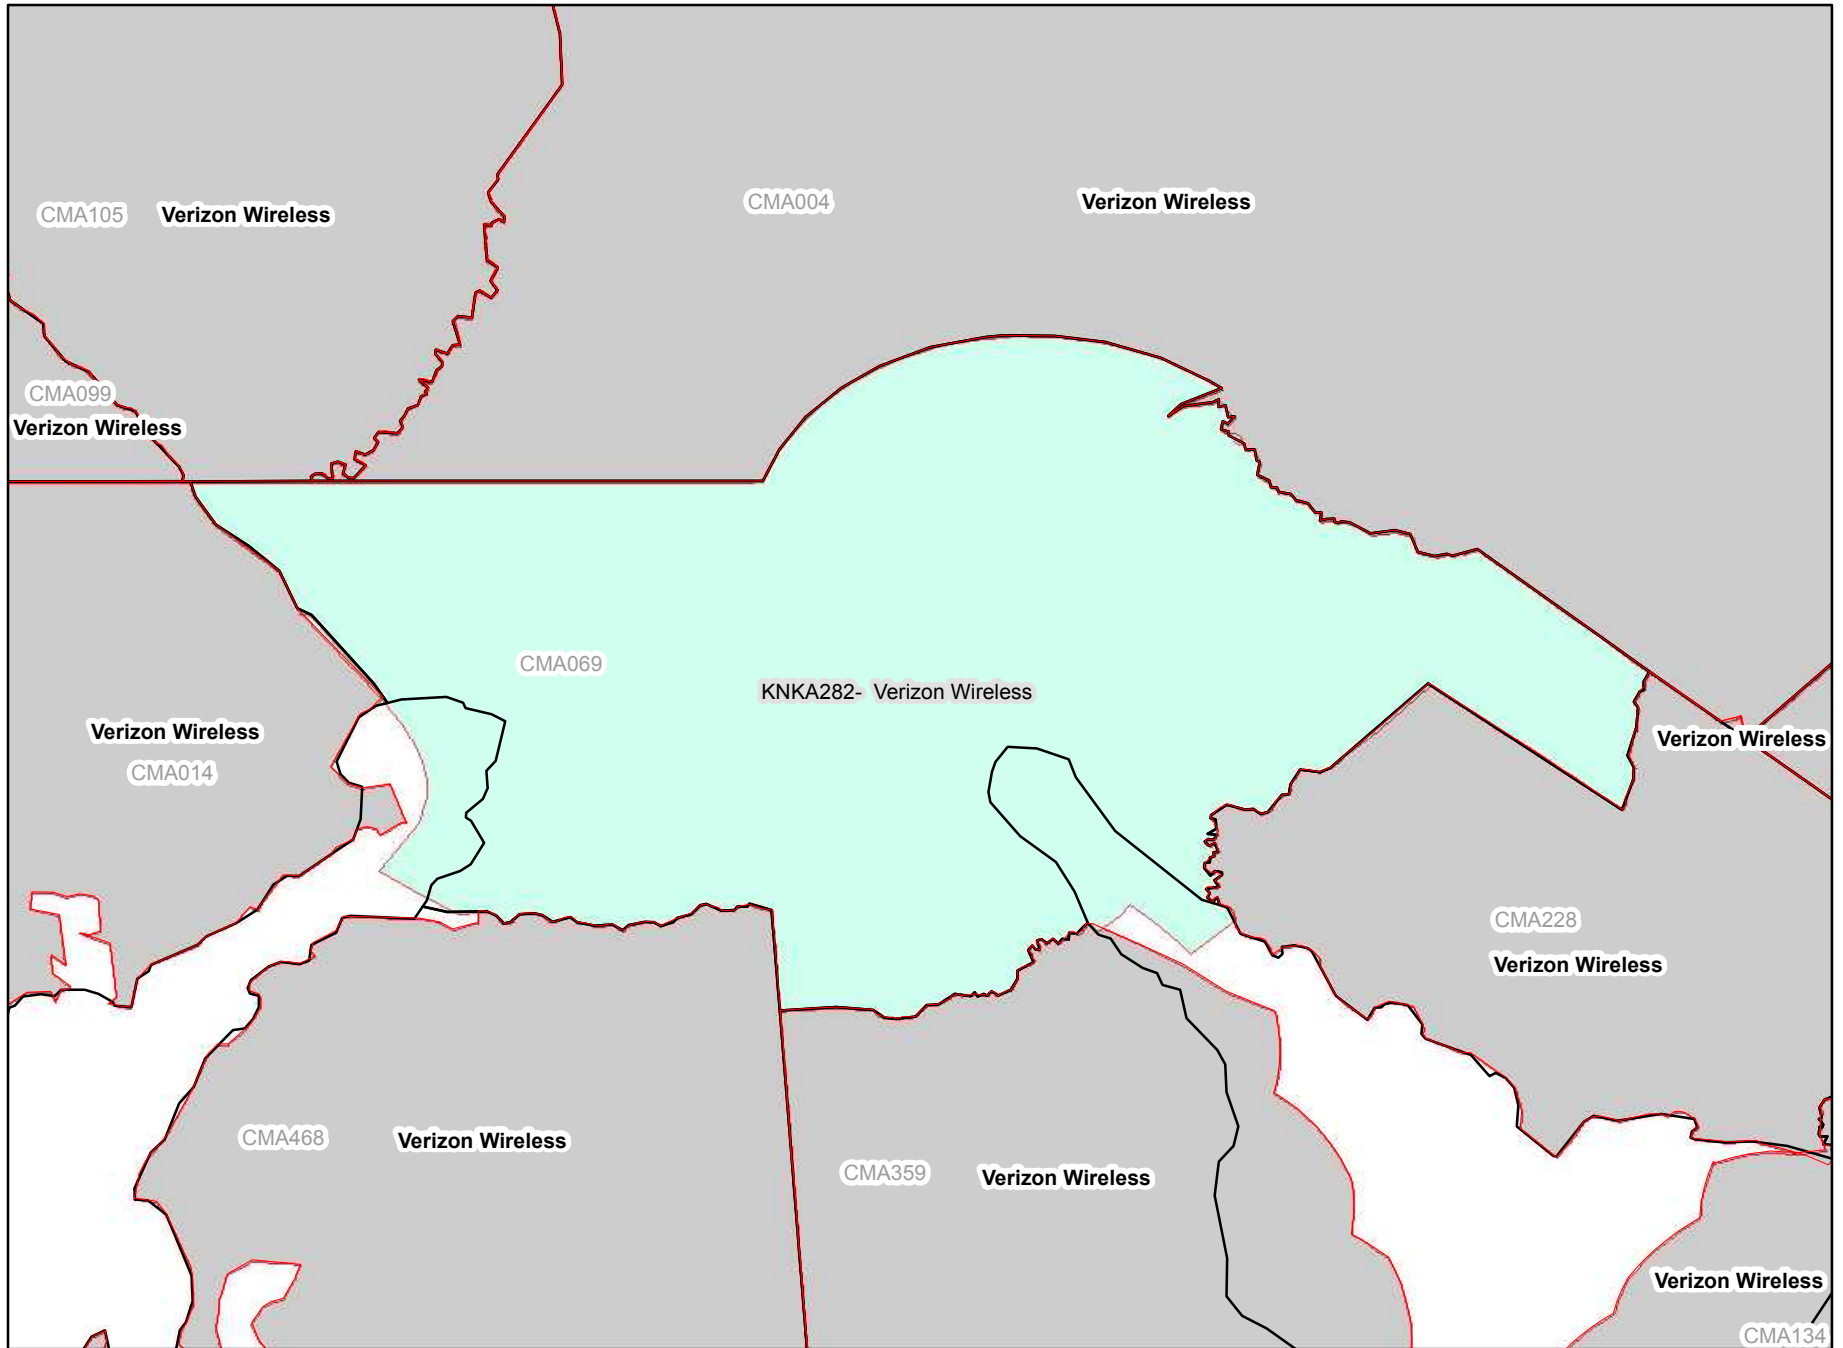 CMA105 Verizon Wireless
CMA004 Verizon Wireless
CMA099
Verizon Wireless
CMA069
KNKA282- Verizon Wireless
Verizon Wireless
CMA014
Verizon Wireless
CMA228
Verizon Wireless
CMA468 Verizon Wireless
CMA359 Verizon Wireless
Verizon Wireless
CMA134